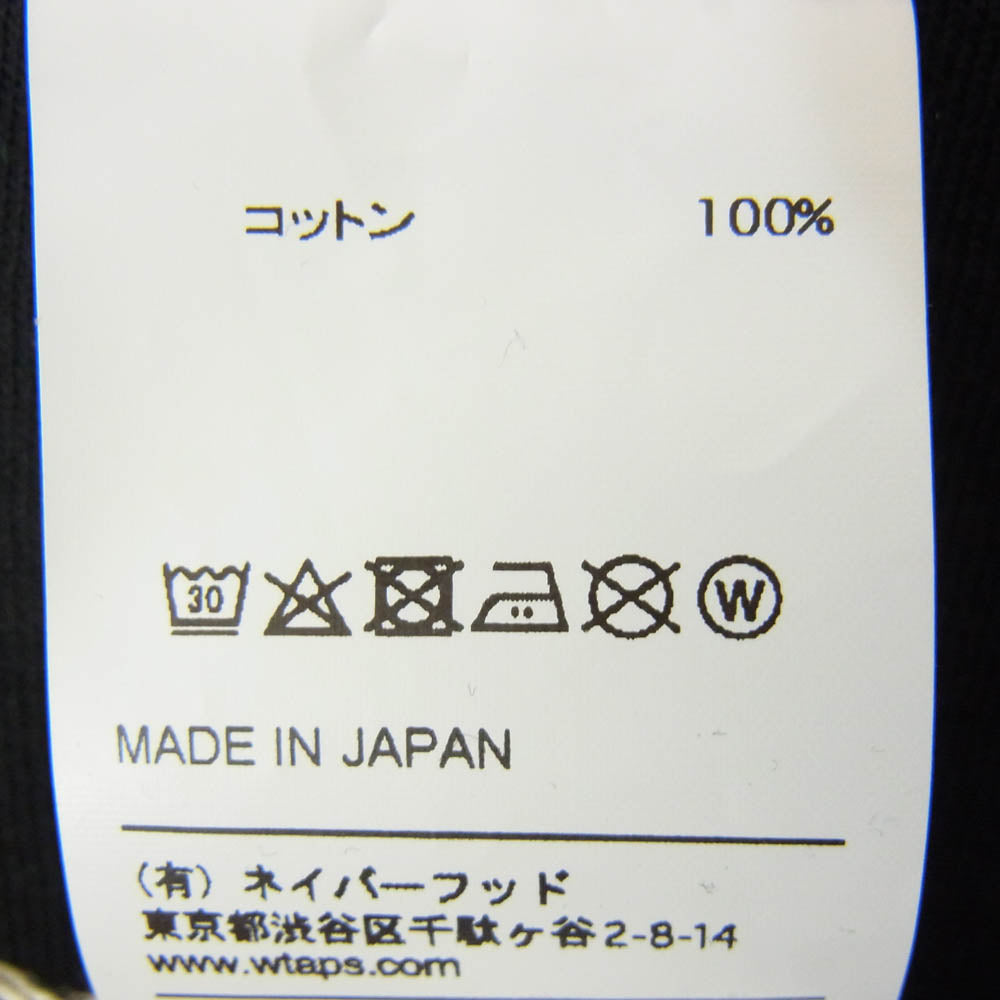 コットン 100%
30 W
MADE IN JAPAN
(有) ネイバーフッド
東京都渋谷区千駄ヶ谷2-8-14
www.wtaps.com